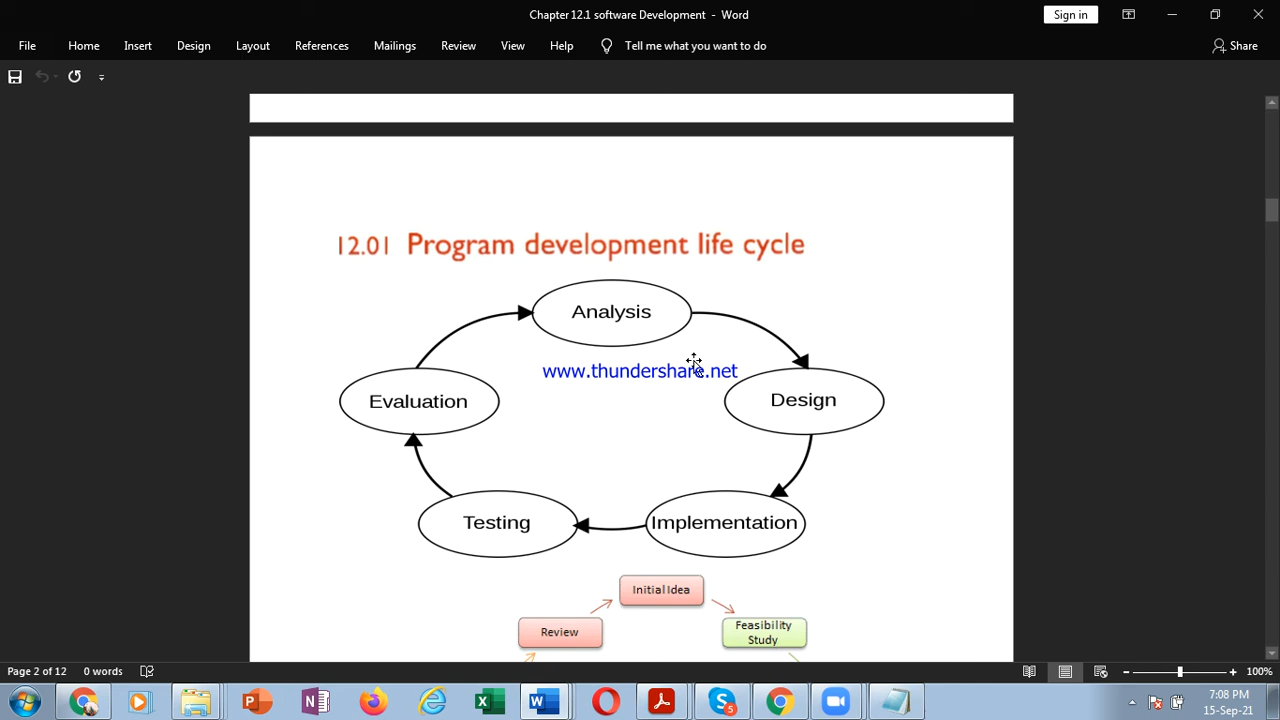 Chapter 12.1 software Development - Word
Sign in
File Home Insert Design Layout References Mailings Review View Help Tell me what you want to do Share
12.01 Program development life cycle
Analysis
www.thundershare.net
Evaluation
Design
Testing
Implementation
Initial Idea
Review
Feasibility
Study
Page 2 of 12 0 words
100%
7:08 PM
15-Sep-21